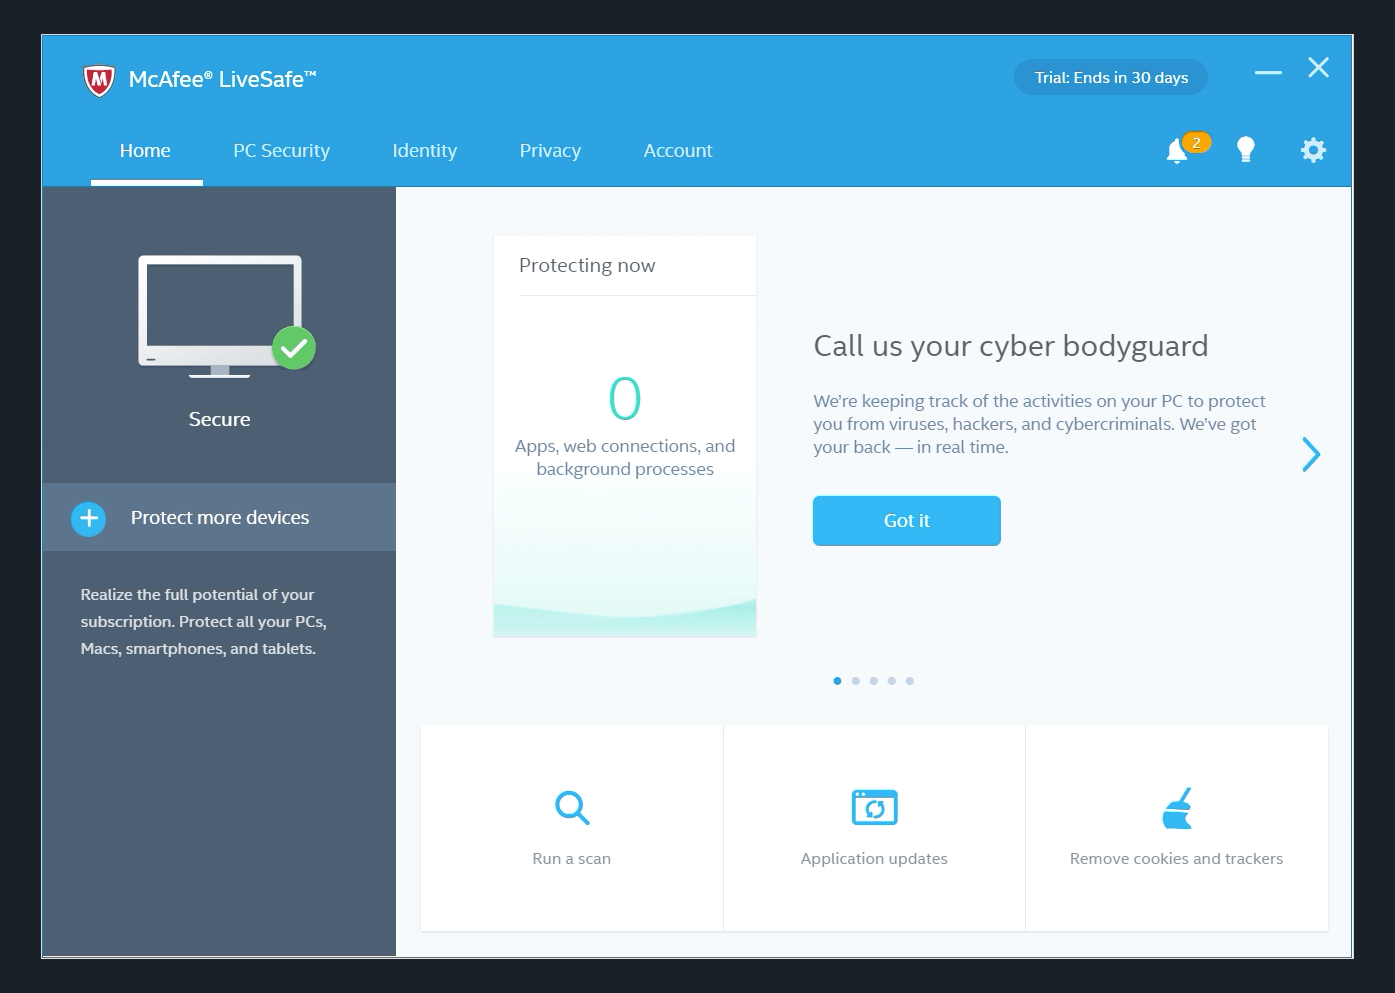 McAfee® LiveSafe™
Trial: Ends in 30 days
Home
PC Security
Identity
Privacy
Account
2
Secure
Protect more devices
Realize the full potential of your
subscription. Protect all your PCs,
Macs, smartphones, and tablets.
Protecting now
0
Apps, web connections, and
background processes
Call us your cyber bodyguard
We’re keeping track of the activities on your PC to protect
you from viruses, hackers, and cybercriminals. We’ve got
your back — in real time.
Got it
Run a scan
Application updates
Remove cookies and trackers